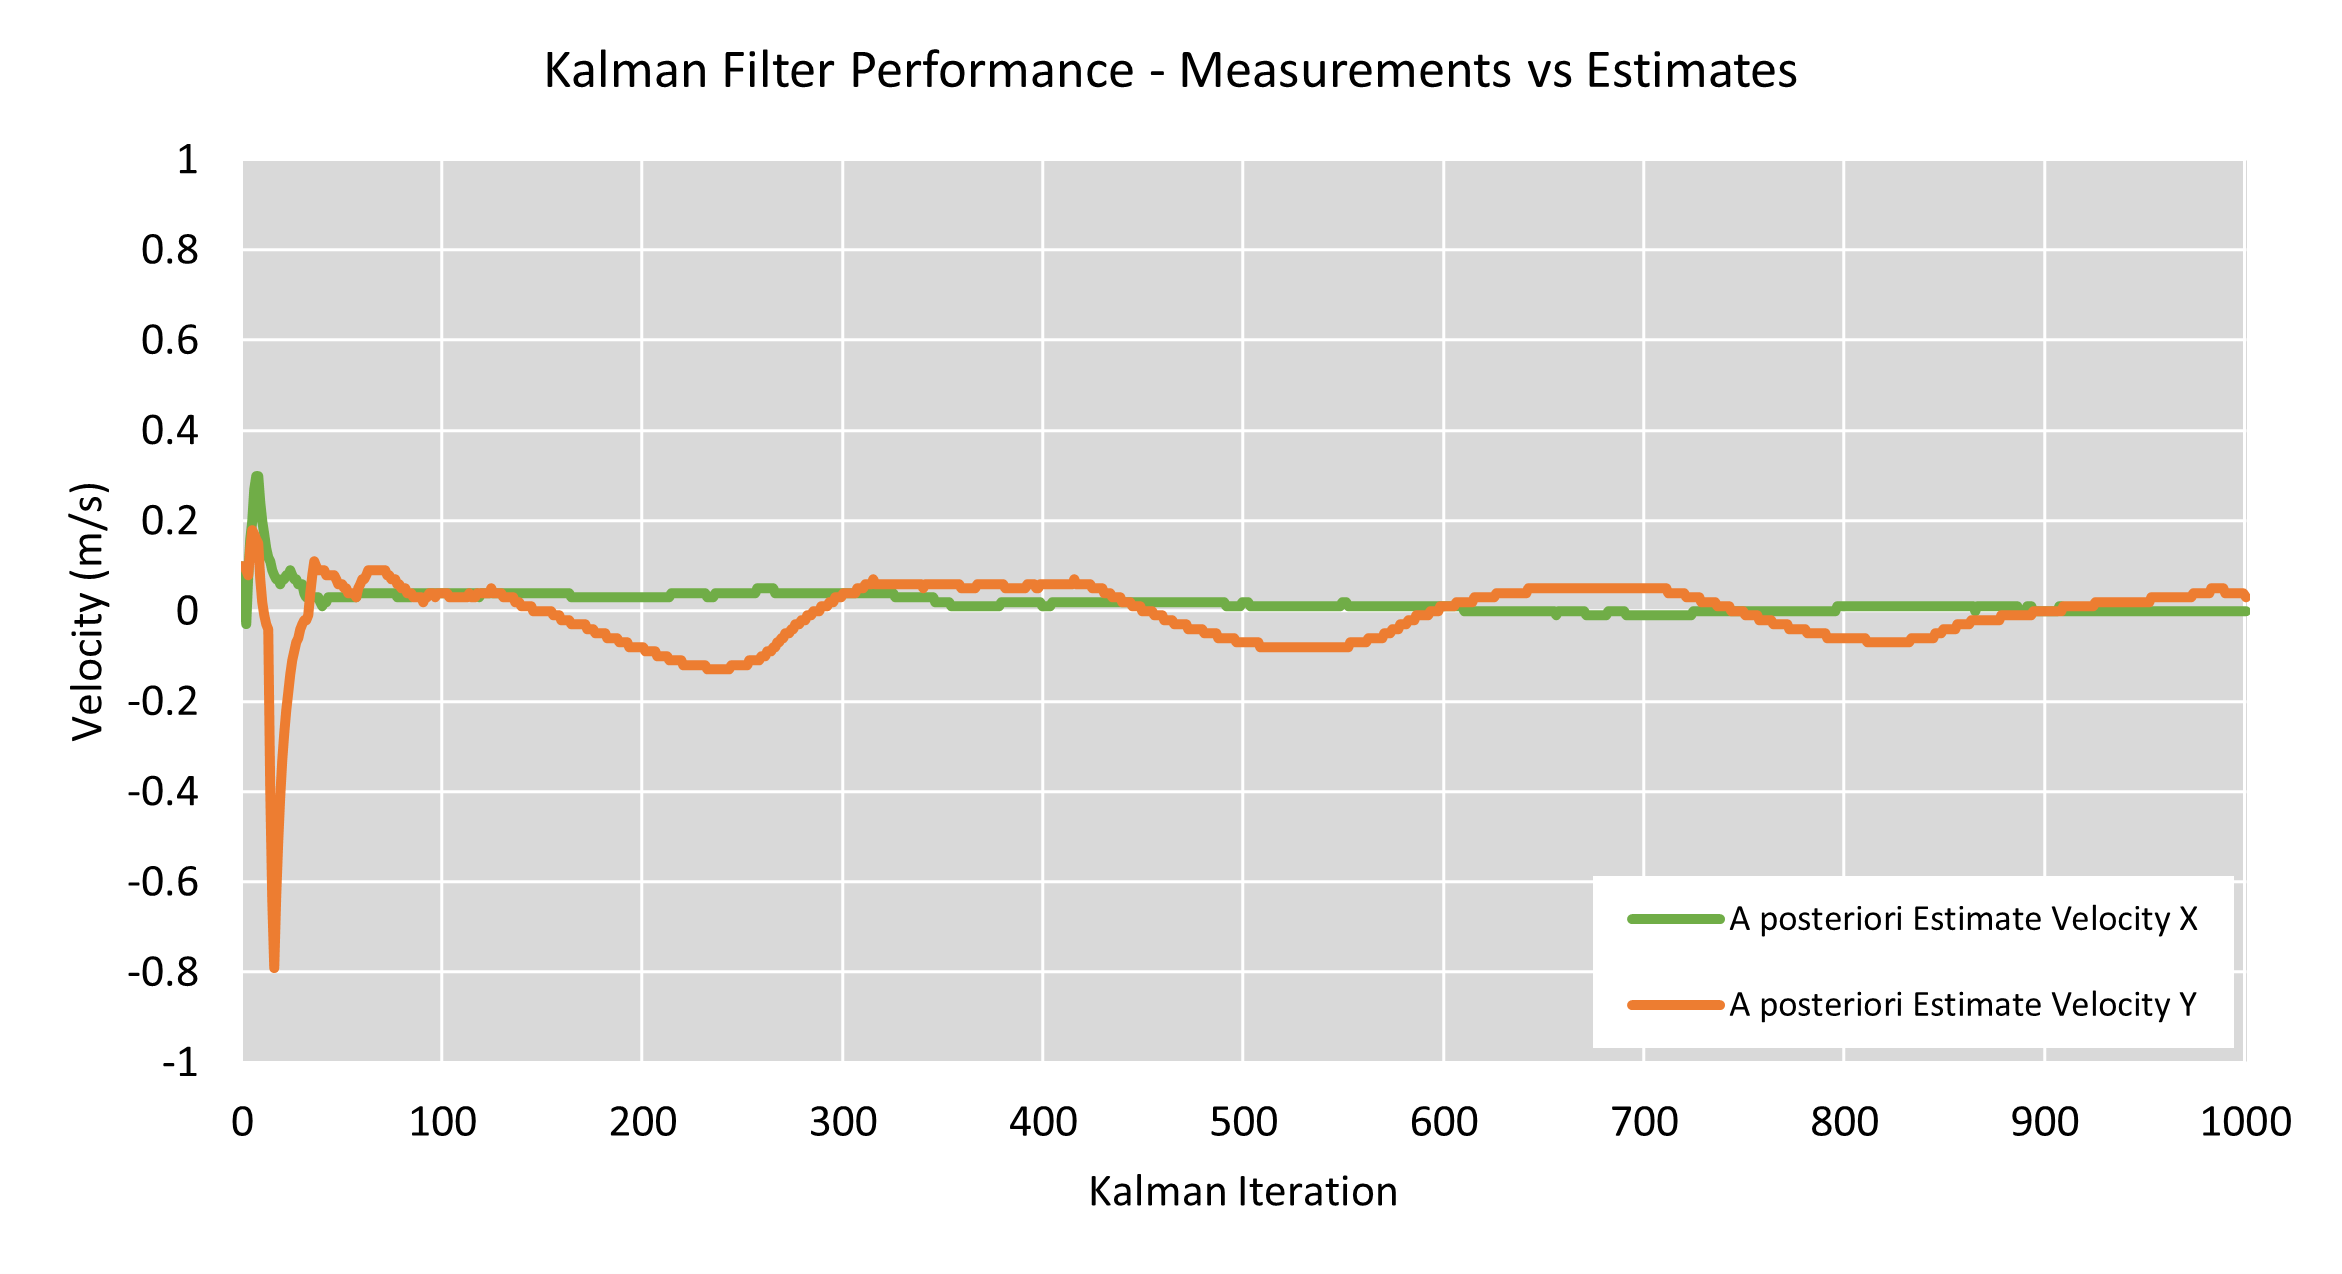 Kalman Filter Performance - Measurements vs Estimates
1
0.8
0.6
0.4
0.2
0
-0.2
-0.4
-0.6
-0.8
-1
Velocity (m/s)
A posteriori Estimate Velocity X
A posteriori Estimate Velocity Y
0 100 200 300 400 500 600 700 800 900 1000
Kalman Iteration